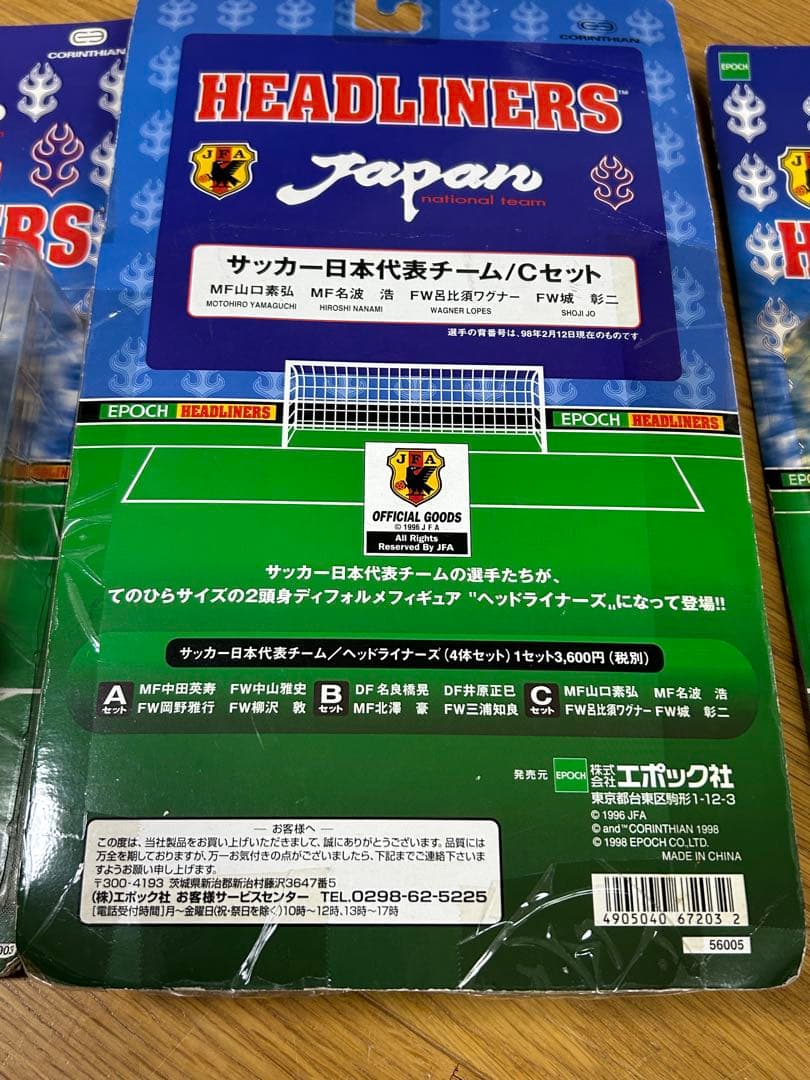 CORINTHIAN
RS
CORINTHIAN
HEADLINERS™
JFA
Japan
national team
サッカー日本代表チーム/Cセット
MF山口素弘 MF名波 浩 FW呂比須ワグナー FW城 彰二
MOTOHIRO YAMAGUCHI HIROSHI NANAMI WAGNER LOPES SHOJI JO
選手の背番号は、98年2月12日現在のものです。
EPOCH HEADLINERS
EPOCH HEADLINERS
JFA
OFFICIAL GOODS
© 1996 J F A
All Rights
Reserved By JFA
サッカー日本代表チームの選手たちが、
てのひらサイズの2頭身ディフォルメフィギュア "ヘッドライナーズ"になって登場!!
サッカー日本代表チーム/ヘッドライナーズ(4体セット)1セット3,600円(税別)
Aセット MF中田英寿 FW中山雅史 FW岡野雅行 FW柳沢 敦
Bセット DF名良橋晃 DF井原正巳 MF北澤 豪 FW三浦知良
Cセット MF山口素弘 MF名波 浩 FW呂比須ワグナー FW城 彰二
発売元 EPOCH 株式会社エポック社
東京都台東区駒形1-12-3
© 1996 JFA
© and™ CORINTHIAN 1998
© 1998 EPOCH CO.,LTD.
MADE IN CHINA
お客様へ
この度は、当社製品をお買い上げいただきまして、誠にありがとうございます。品質には
万全を期しておりますが、万一お気付きの点がございましたら、下記までご連絡下さいま
すようお願い申し上げます。
〒300-4193 茨城県新治郡新治村藤沢3647番5
(株)エポック社 お客様サービスセンター TEL.0298-62-5225
[電話受付時間]月〜金曜日(祝・祭日を除く)10時〜12時、13時〜17時
4905040 67203 2
56005
EPOCH